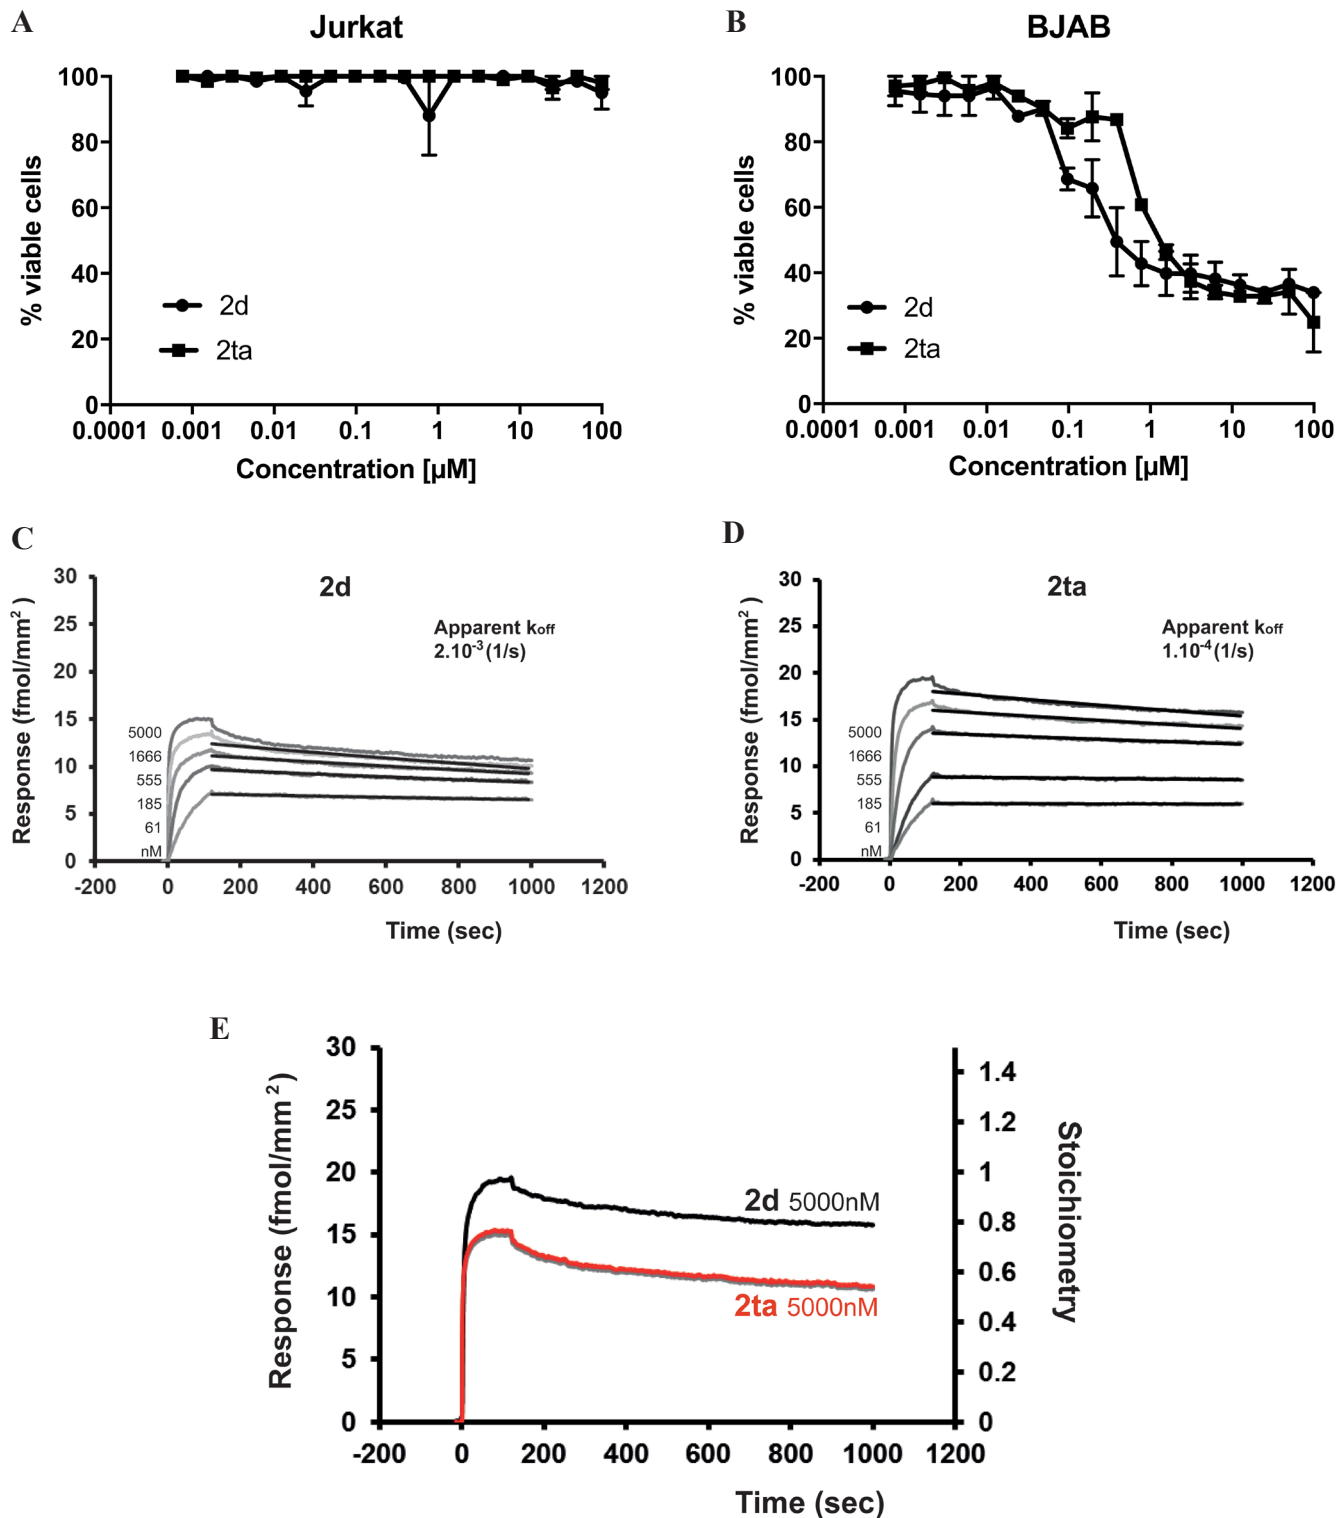 A
Jurkat
% viable cells
100
80
60
40
20
0
2d
2ta
0.0001 0.001 0.01 0.1 1 10 100
Concentration [µM]
B
BJAB
% viable cells
100
80
60
40
20
0
2d
2ta
0.0001 0.001 0.01 0.1 1 10 100
Concentration [µM]
C
2d
Response (fmol/mm²)
30
25
20
15
10
5
0
Apparent koff
2.10⁻³ (1/s)
5000
1666
555
185
61
nM
-200 0 200 400 600 800 1000 1200
Time (sec)
D
2ta
Response (fmol/mm²)
30
25
20
15
10
5
0
Apparent koff
1.10⁻⁴ (1/s)
5000
1666
555
185
61
nM
-200 0 200 400 600 800 1000 1200
Time (sec)
E
Response (fmol/mm²)
30
25
20
15
10
5
0
2d 5000nM
2ta 5000nM
1.4
1.2
1
0.8
0.6
0.4
0.2
0
Stoichiometry
-200 0 200 400 600 800 1000 1200
Time (sec)